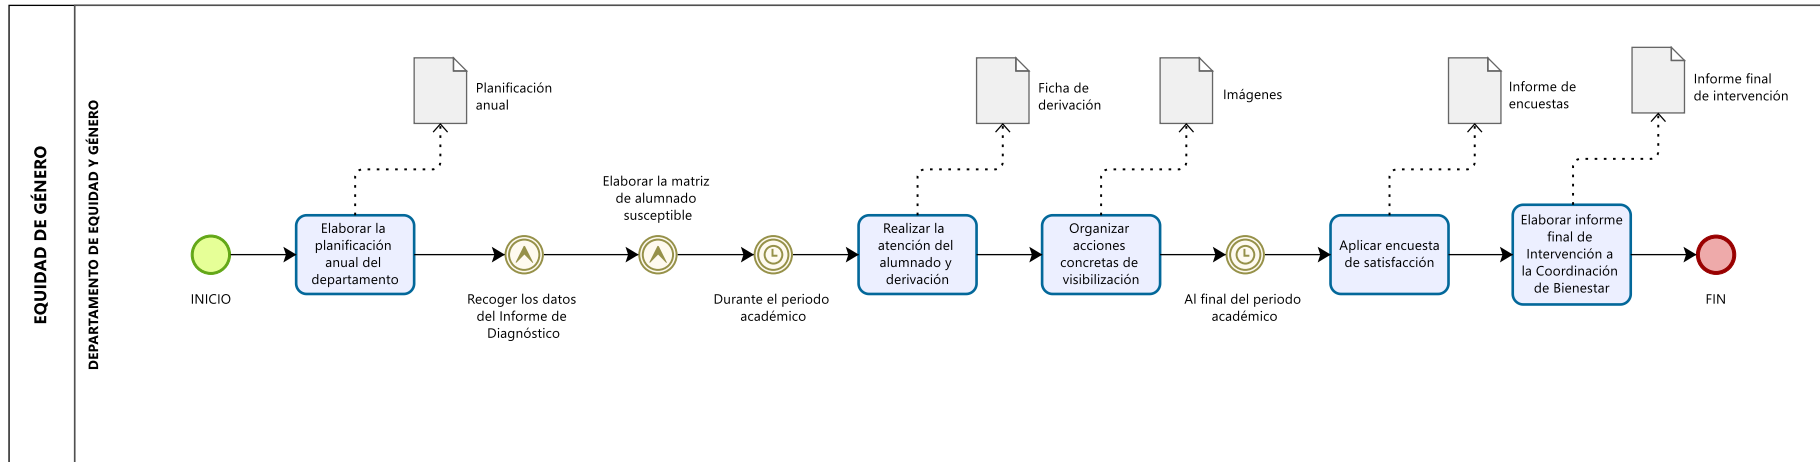 EQUIDAD DE GÉNERO
DEPARTAMENTO DE EQUIDAD Y GÉNERO
INICIO
Elaborar la
planificación
anual del
departamento
Planificación
anual
Recoger los datos
del Informe de
Diagnóstico
Elaborar la matriz
de alumnado
susceptible
Durante el periodo
académico
Realizar la
atención del
alumnado y
derivación
Ficha de
derivación
Organizar
acciones
concretas de
visibilización
Imágenes
Al final del periodo
académico
Aplicar encuesta
de satisfacción
Informe de
encuestas
Elaborar informe
final de
Intervención a
la Coordinación
de Bienestar
Informe final
de intervención
FIN